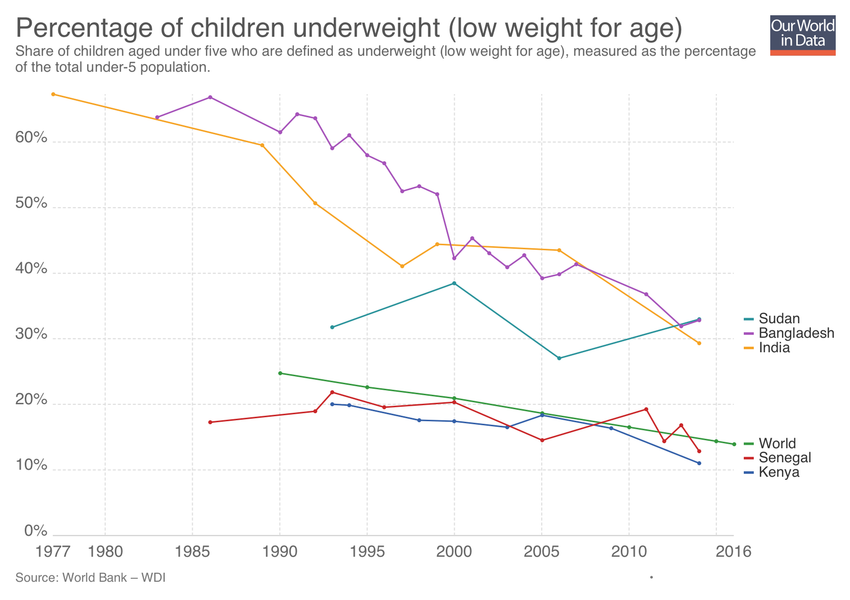 Percentage of children underweight (low weight for age)
Our World
in Data
Share of children aged under five who are defined as underweight (low weight for age), measured as the percentage
of the total under-5 population.
60%
50%
40%
30%
20%
10%
0%
Sudan
Bangladesh
India
World
Senegal
Kenya
1977 1980 1985 1990 1995 2000 2005 2010 2016
Source: World Bank – WDI